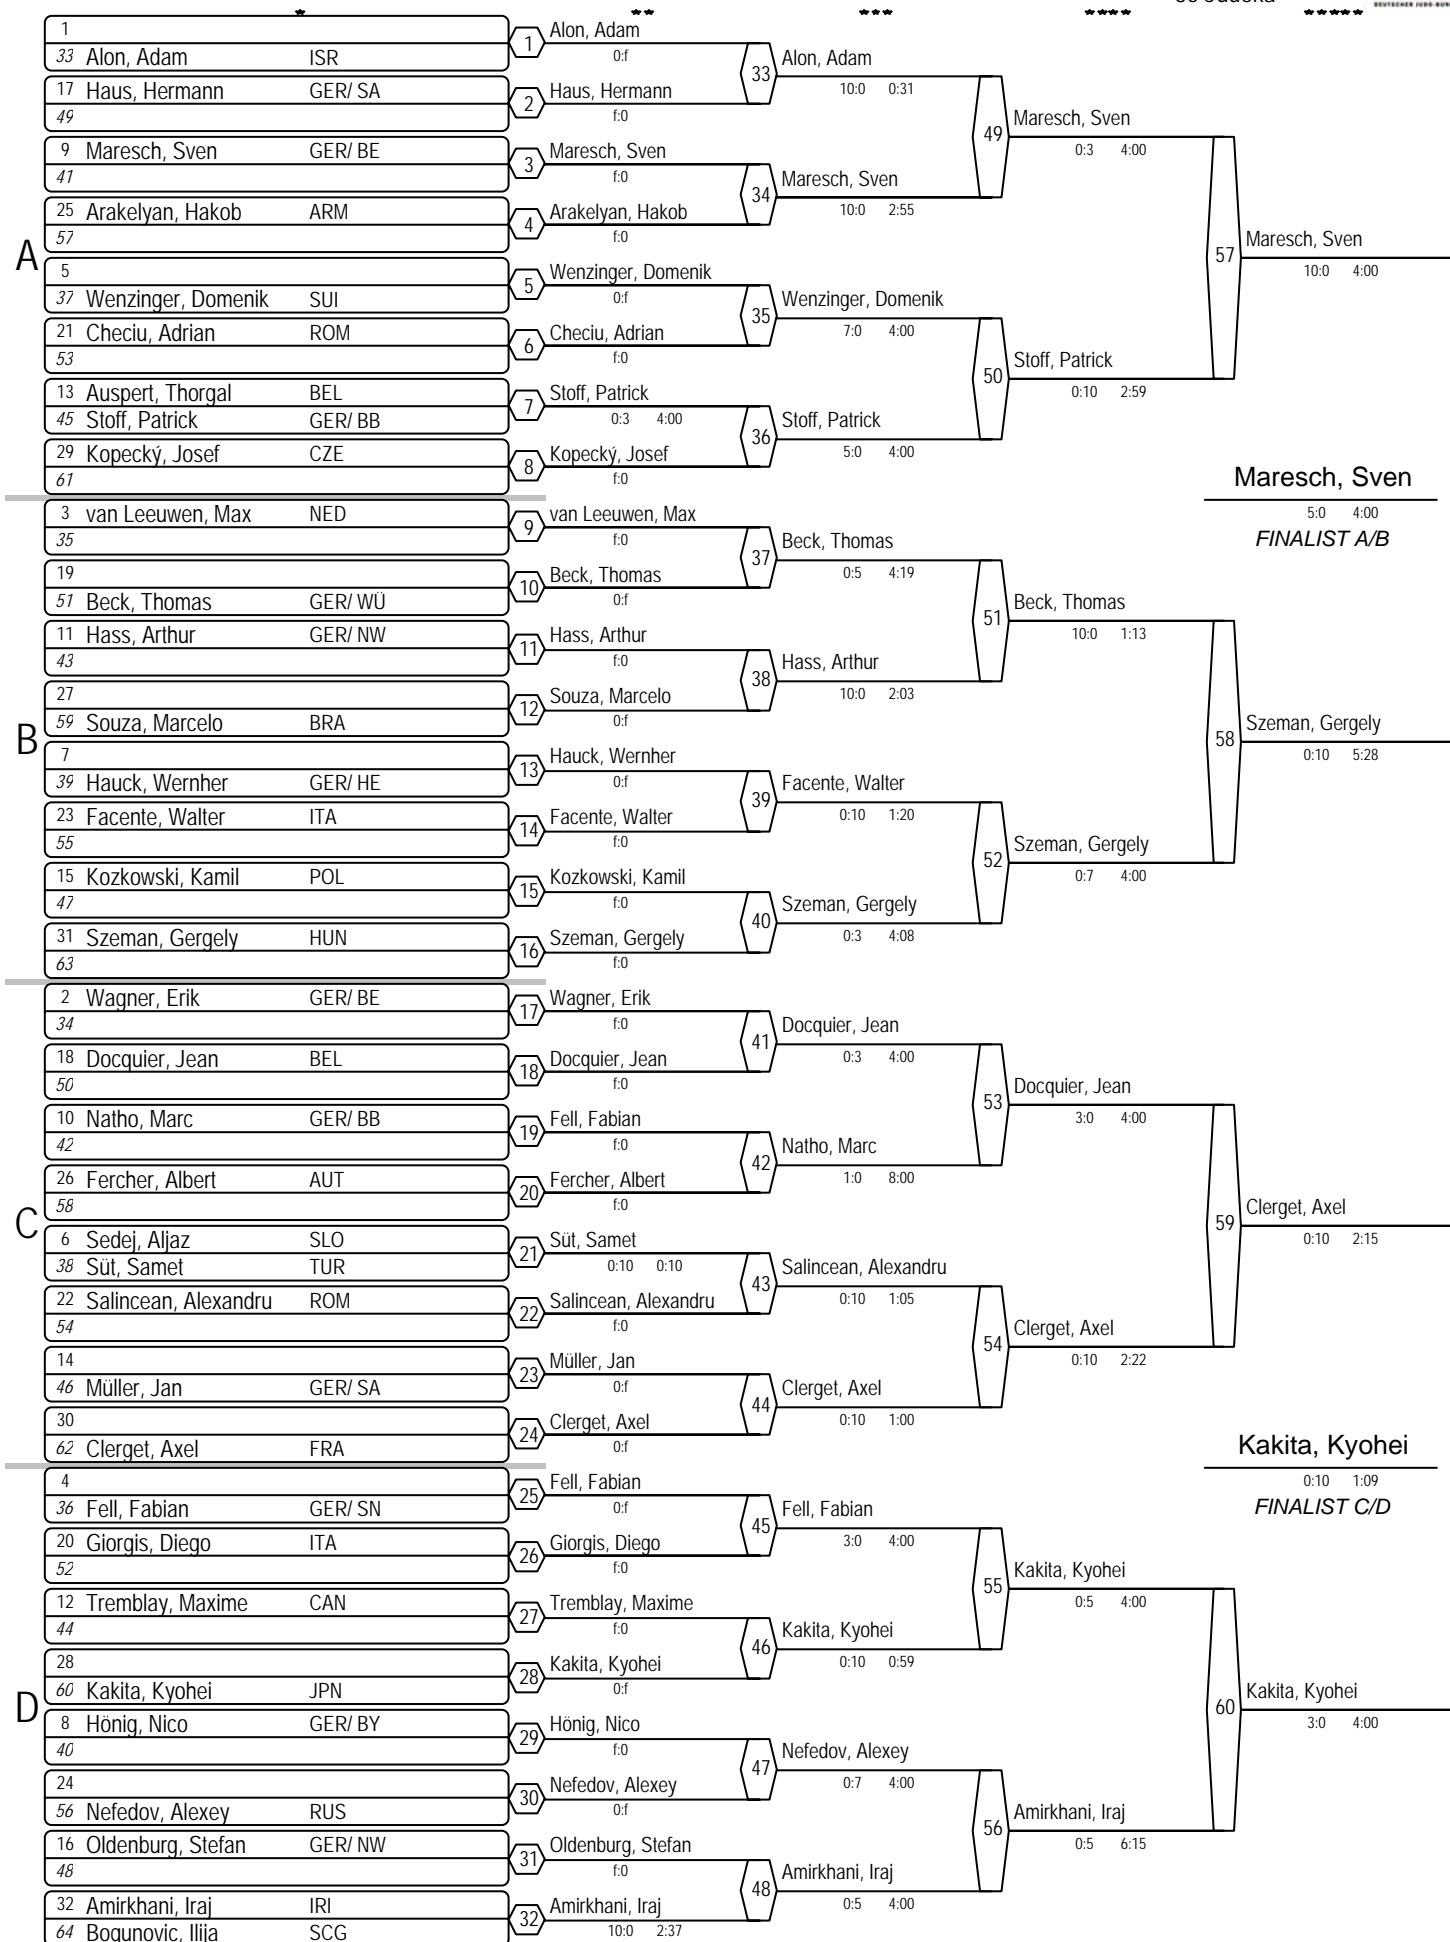 * ** *** **** *****
DEUTSCHER JUDO-BUN
A
1
33 Alon, Adam ISR
17 Haus, Hermann GER/ SA
49
9 Maresch, Sven GER/ BE
41
25 Arakelyan, Hakob ARM
57
5
37 Wenzinger, Domenik SUI
21 Checiu, Adrian ROM
53
13 Auspert, Thorgal BEL
45 Stoff, Patrick GER/ BB
29 Kopecký, Josef CZE
61
B
3 van Leeuwen, Max NED
35
19
51 Beck, Thomas GER/ WÜ
11 Hass, Arthur GER/ NW
43
27
59 Souza, Marcelo BRA
7
39 Hauck, Wernher GER/ HE
23 Facente, Walter ITA
55
15 Kozkowski, Kamil POL
47
31 Szeman, Gergely HUN
63
C
2 Wagner, Erik GER/ BE
34
18 Docquier, Jean BEL
50
10 Natho, Marc GER/ BB
42
26 Fercher, Albert AUT
58
6 Sedej, Aljaz SLO
38 Süt, Samet TUR
22 Salincean, Alexandru ROM
54
14
46 Müller, Jan GER/ SA
30
62 Clerget, Axel FRA
D
4
36 Fell, Fabian GER/ SN
20 Giorgis, Diego ITA
52
12 Tremblay, Maxime CAN
44
28
60 Kakita, Kyohei JPN
8 Hönig, Nico GER/ BY
40
24
56 Nefedov, Alexey RUS
16 Oldenburg, Stefan GER/ NW
48
32 Amirkhani, Iraj IRI
64 Bogunovic, Ilija SCG
1 Alon, Adam
0:f
2 Haus, Hermann
f:0
3 Maresch, Sven
f:0
4 Arakelyan, Hakob
f:0
5 Wenzinger, Domenik
0:f
6 Checiu, Adrian
f:0
7 Stoff, Patrick
0:3 4:00
8 Kopecký, Josef
f:0
9 van Leeuwen, Max
f:0
10 Beck, Thomas
0:f
11 Hass, Arthur
f:0
12 Souza, Marcelo
0:f
13 Hauck, Wernher
0:f
14 Facente, Walter
f:0
15 Kozkowski, Kamil
f:0
16 Szeman, Gergely
f:0
17 Wagner, Erik
f:0
18 Docquier, Jean
f:0
19 Fell, Fabian
f:0
20 Fercher, Albert
f:0
21 Süt, Samet
0:10 0:10
22 Salincean, Alexandru
f:0
23 Müller, Jan
0:f
24 Clerget, Axel
0:f
25 Fell, Fabian
0:f
26 Giorgis, Diego
f:0
27 Tremblay, Maxime
f:0
28 Kakita, Kyohei
0:f
29 Hönig, Nico
f:0
30 Nefedov, Alexey
0:f
31 Oldenburg, Stefan
f:0
32 Amirkhani, Iraj
10:0 2:37
33 Alon, Adam
10:0 0:31
34 Maresch, Sven
10:0 2:55
35 Wenzinger, Domenik
7:0 4:00
36 Stoff, Patrick
5:0 4:00
37 Beck, Thomas
0:5 4:19
38 Hass, Arthur
10:0 2:03
39 Facente, Walter
0:10 1:20
40 Szeman, Gergely
0:3 4:08
41 Docquier, Jean
0:3 4:00
42 Natho, Marc
1:0 8:00
43 Salincean, Alexandru
0:10 1:05
44 Clerget, Axel
0:10 1:00
45 Fell, Fabian
3:0 4:00
46 Kakita, Kyohei
0:10 0:59
47 Nefedov, Alexey
0:7 4:00
48 Amirkhani, Iraj
0:5 4:00
49 Maresch, Sven
0:3 4:00
50 Stoff, Patrick
0:10 2:59
51 Beck, Thomas
10:0 1:13
52 Szeman, Gergely
0:7 4:00
53 Docquier, Jean
3:0 4:00
54 Clerget, Axel
0:10 2:22
55 Kakita, Kyohei
0:5 4:00
56 Amirkhani, Iraj
0:5 6:15
57 Maresch, Sven
10:0 4:00
58 Szeman, Gergely
0:10 5:28
59 Clerget, Axel
0:10 2:15
60 Kakita, Kyohei
3:0 4:00
Maresch, Sven
5:0 4:00
FINALIST A/B
Kakita, Kyohei
0:10 1:09
FINALIST C/D